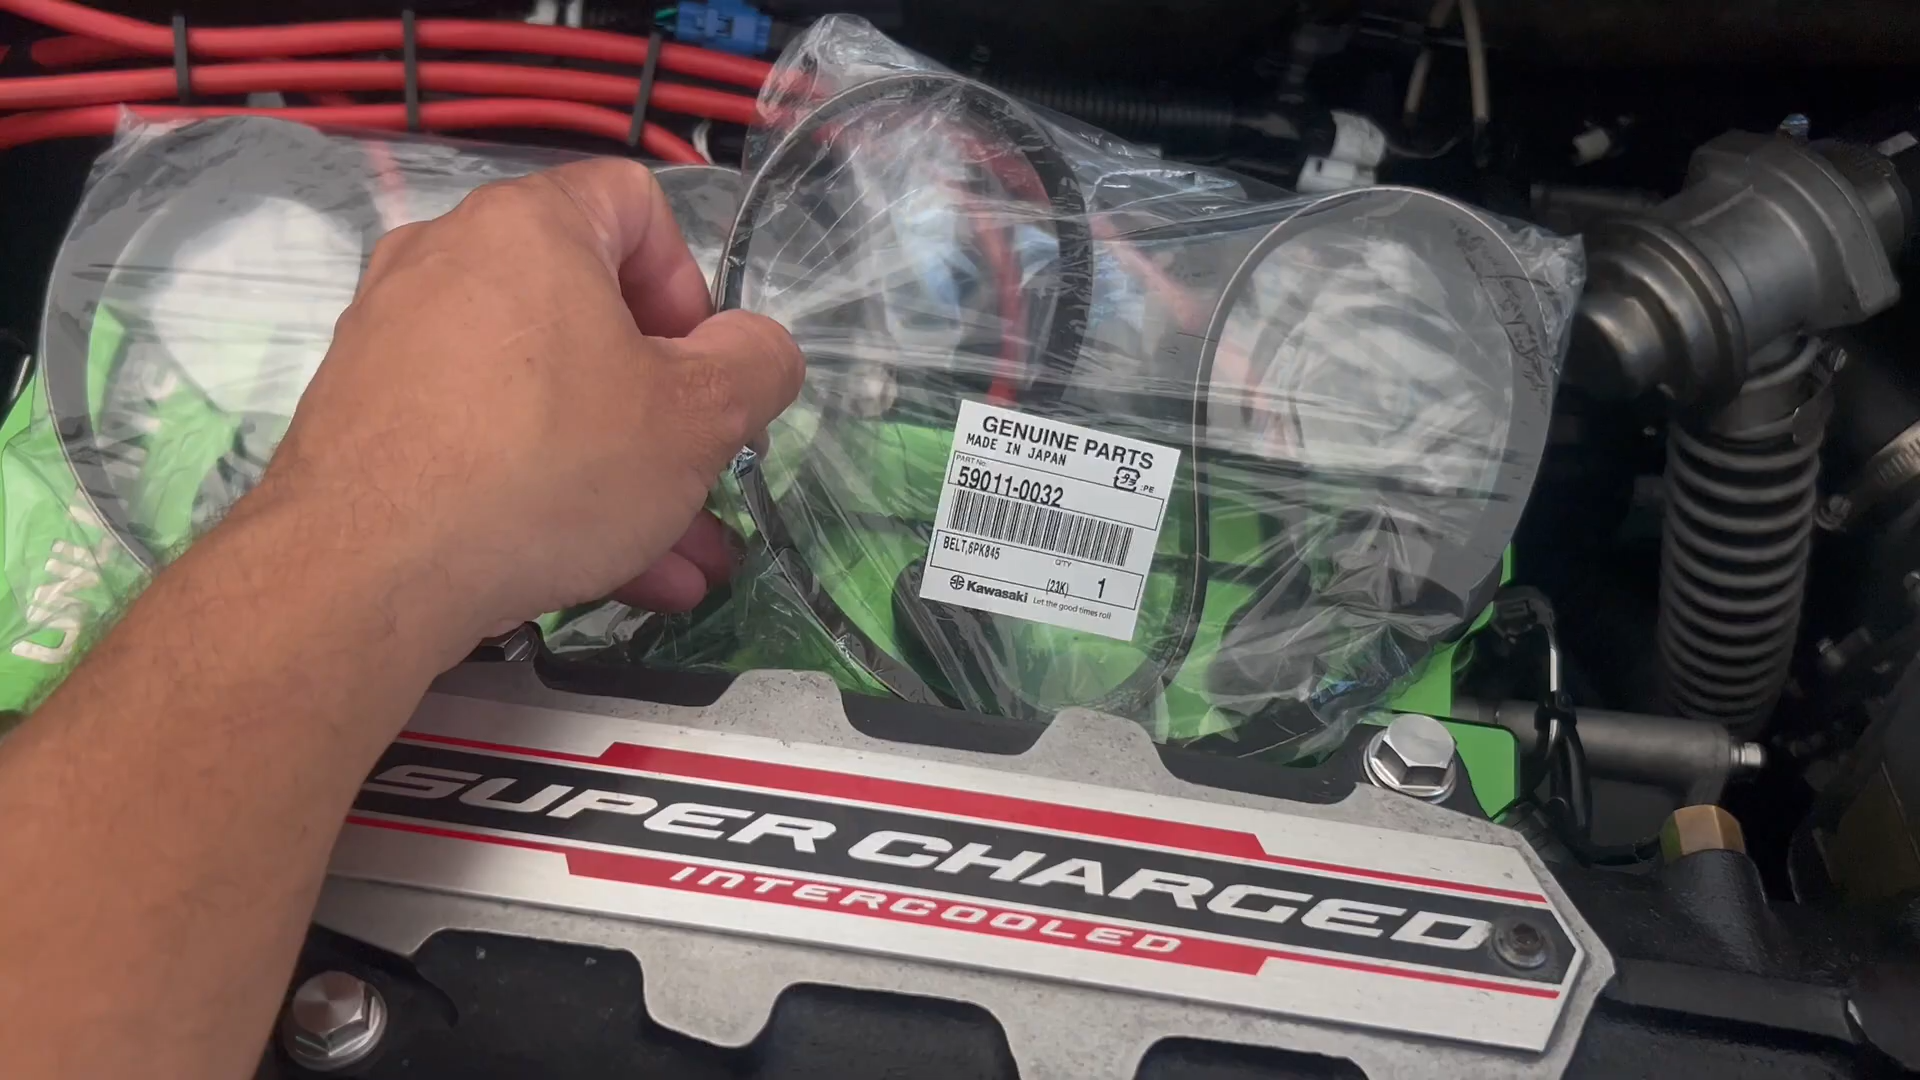 GENUINE PARTS
MADE IN JAPAN
PART No.
:PE
59011-0032
BELT,6PK845
Q'TY
(23K) 1
Kawasaki Let the good times roll
SUPERCHARGED
INTERCOOLED